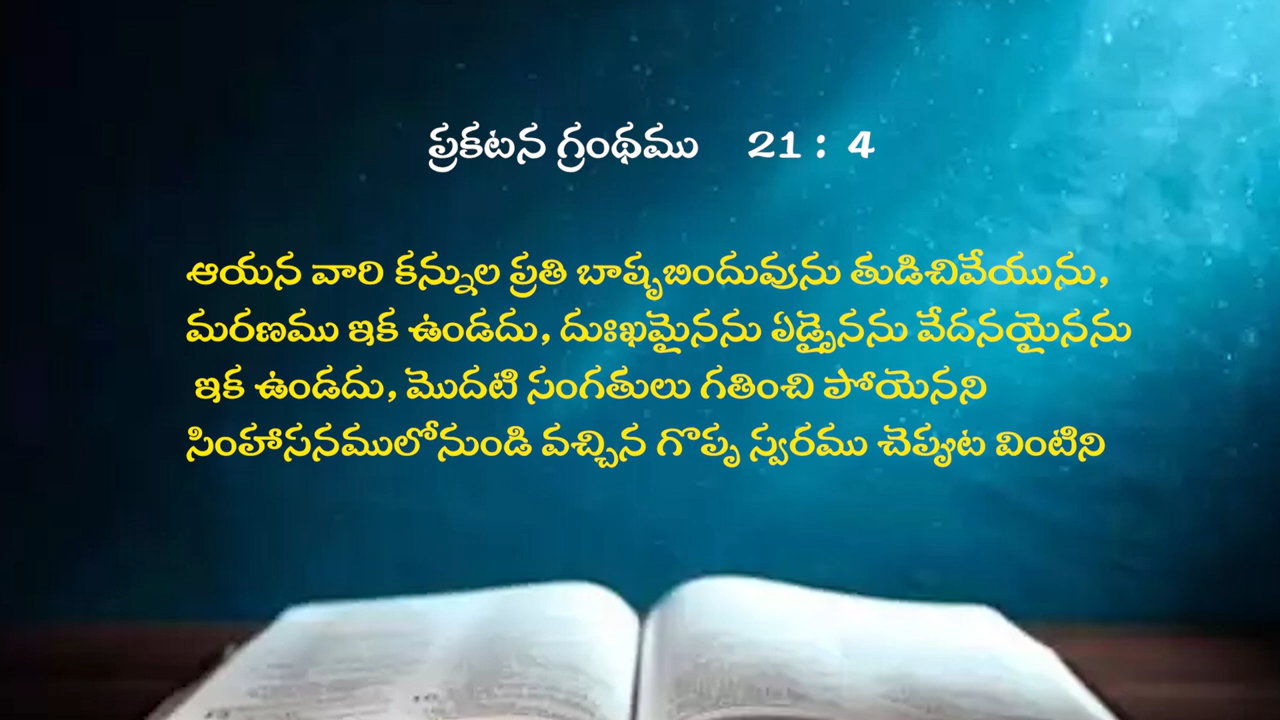 ప్రకటన గ్రంథము 21 : 4
ఆయన వారి కన్నుల ప్రతి బాష్పబిందువును తుడిచివేయును,
మరణము ఇక ఉండదు, దుఃఖమైనను ఏడ్పైనను వేదనయైనను
ఇక ఉండదు, మొదటి సంగతులు గతించి పోయెనని
సింహాసనములోనుండి వచ్చిన గొప్ప స్వరము చెప్పుట వింటిని